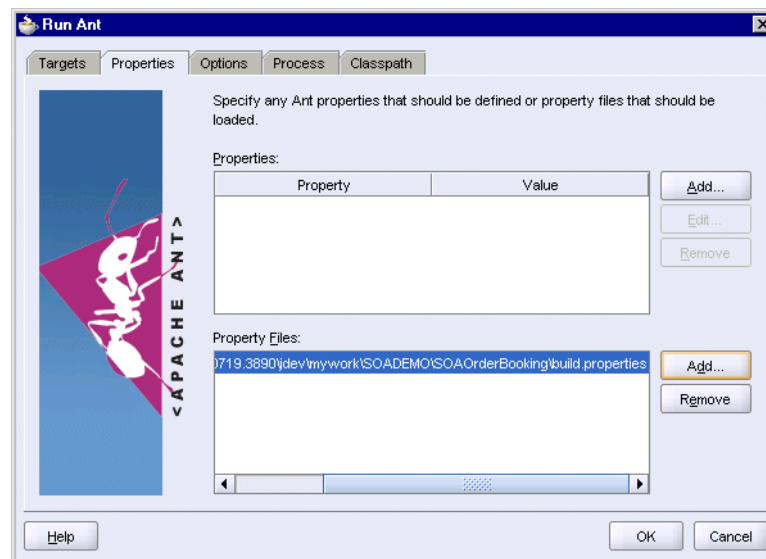 Run Ant
Targets Properties Options Process Classpath
Specify any Ant properties that should be defined or property files that should be
loaded.
Properties:
Property Value
Add...
Edit...
Remove
<APACHE ANT>
Property Files:
0719.3890\jdev\mywork\SOADEMO\SOAOrderBooking\build.properties
Add...
Remove
Help OK Cancel